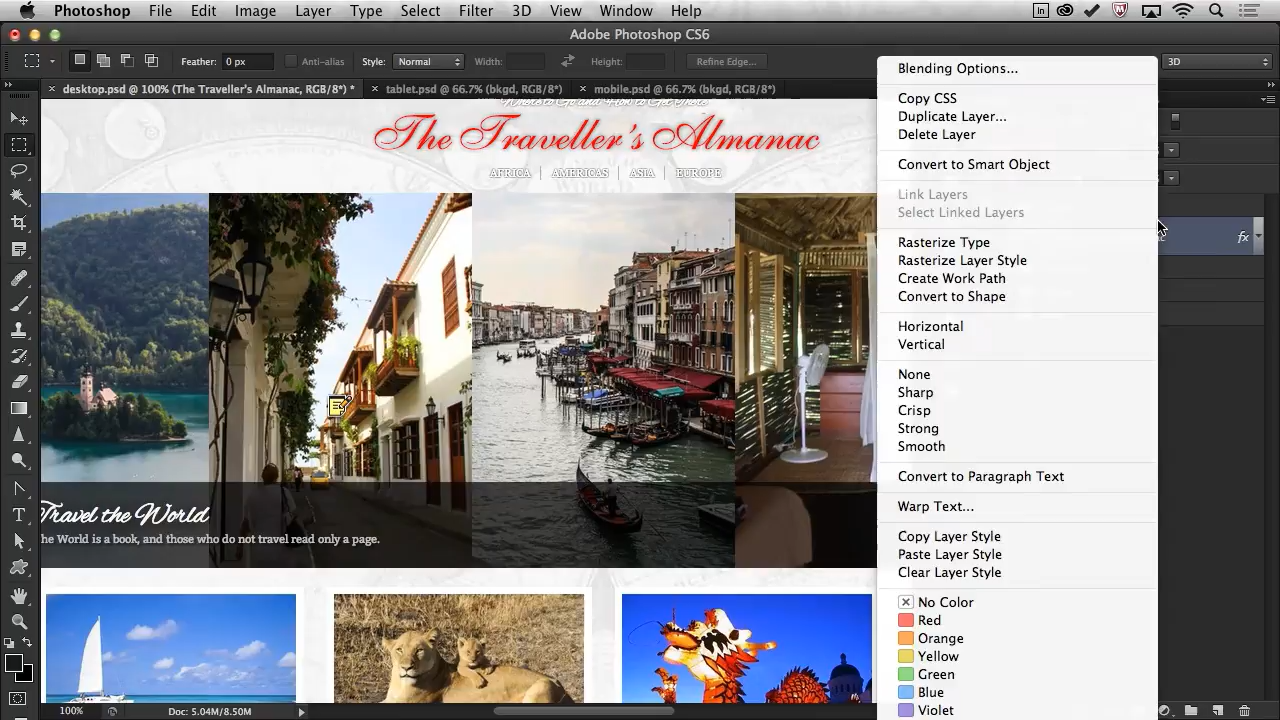 Photoshop File Edit Image Layer Type Select Filter 3D View Window Help
Adobe Photoshop CS6
Feather: 0 px Anti-alias Style: Normal Width: Height: Refine Edge... 3D
desktop.psd @ 100% (The Traveller's Almanac, RGB/8*) * tablet.psd @ 66.7% (bkgd, RGB/8*) mobile.psd @ 66.7% (bkgd, RGB/8*)
The Traveller's Almanac
AFRICA AMERICAS ASIA EUROPE
Travel the World
he World is a book, and those who do not travel read only a page.
Blending Options...
Copy CSS
Duplicate Layer...
Delete Layer
Convert to Smart Object
Link Layers
Select Linked Layers
Rasterize Type
Rasterize Layer Style
Create Work Path
Convert to Shape
Horizontal
Vertical
None
Sharp
Crisp
Strong
Smooth
Convert to Paragraph Text
Warp Text...
Copy Layer Style
Paste Layer Style
Clear Layer Style
No Color
Red
Orange
Yellow
Green
Blue
Violet
fx
100% Doc: 5.04M/8.50M